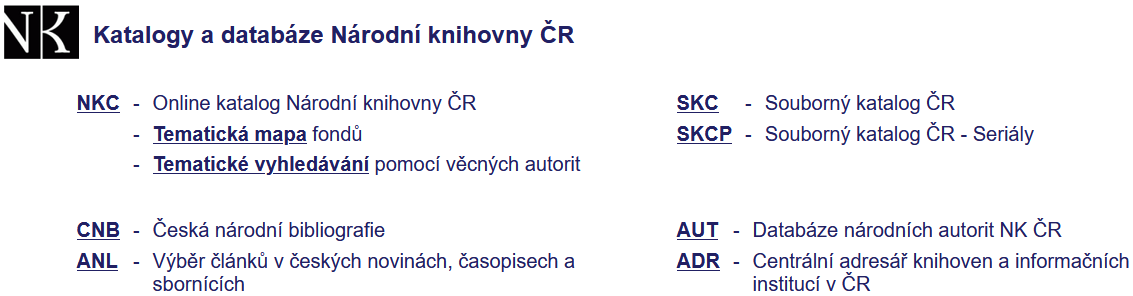 NK Katalogy a databáze Národní knihovny ČR
NKC - Online katalog Národní knihovny ČR
- Tematická mapa fondů
- Tematické vyhledávání pomocí věcných autorit
SKC - Souborný katalog ČR
SKCP - Souborný katalog ČR - Seriály
CNB - Česká národní bibliografie
ANL - Výběr článků v českých novinách, časopisech a
sbornících
AUT - Databáze národních autorit NK ČR
ADR - Centrální adresář knihoven a informačních
institucí v ČR